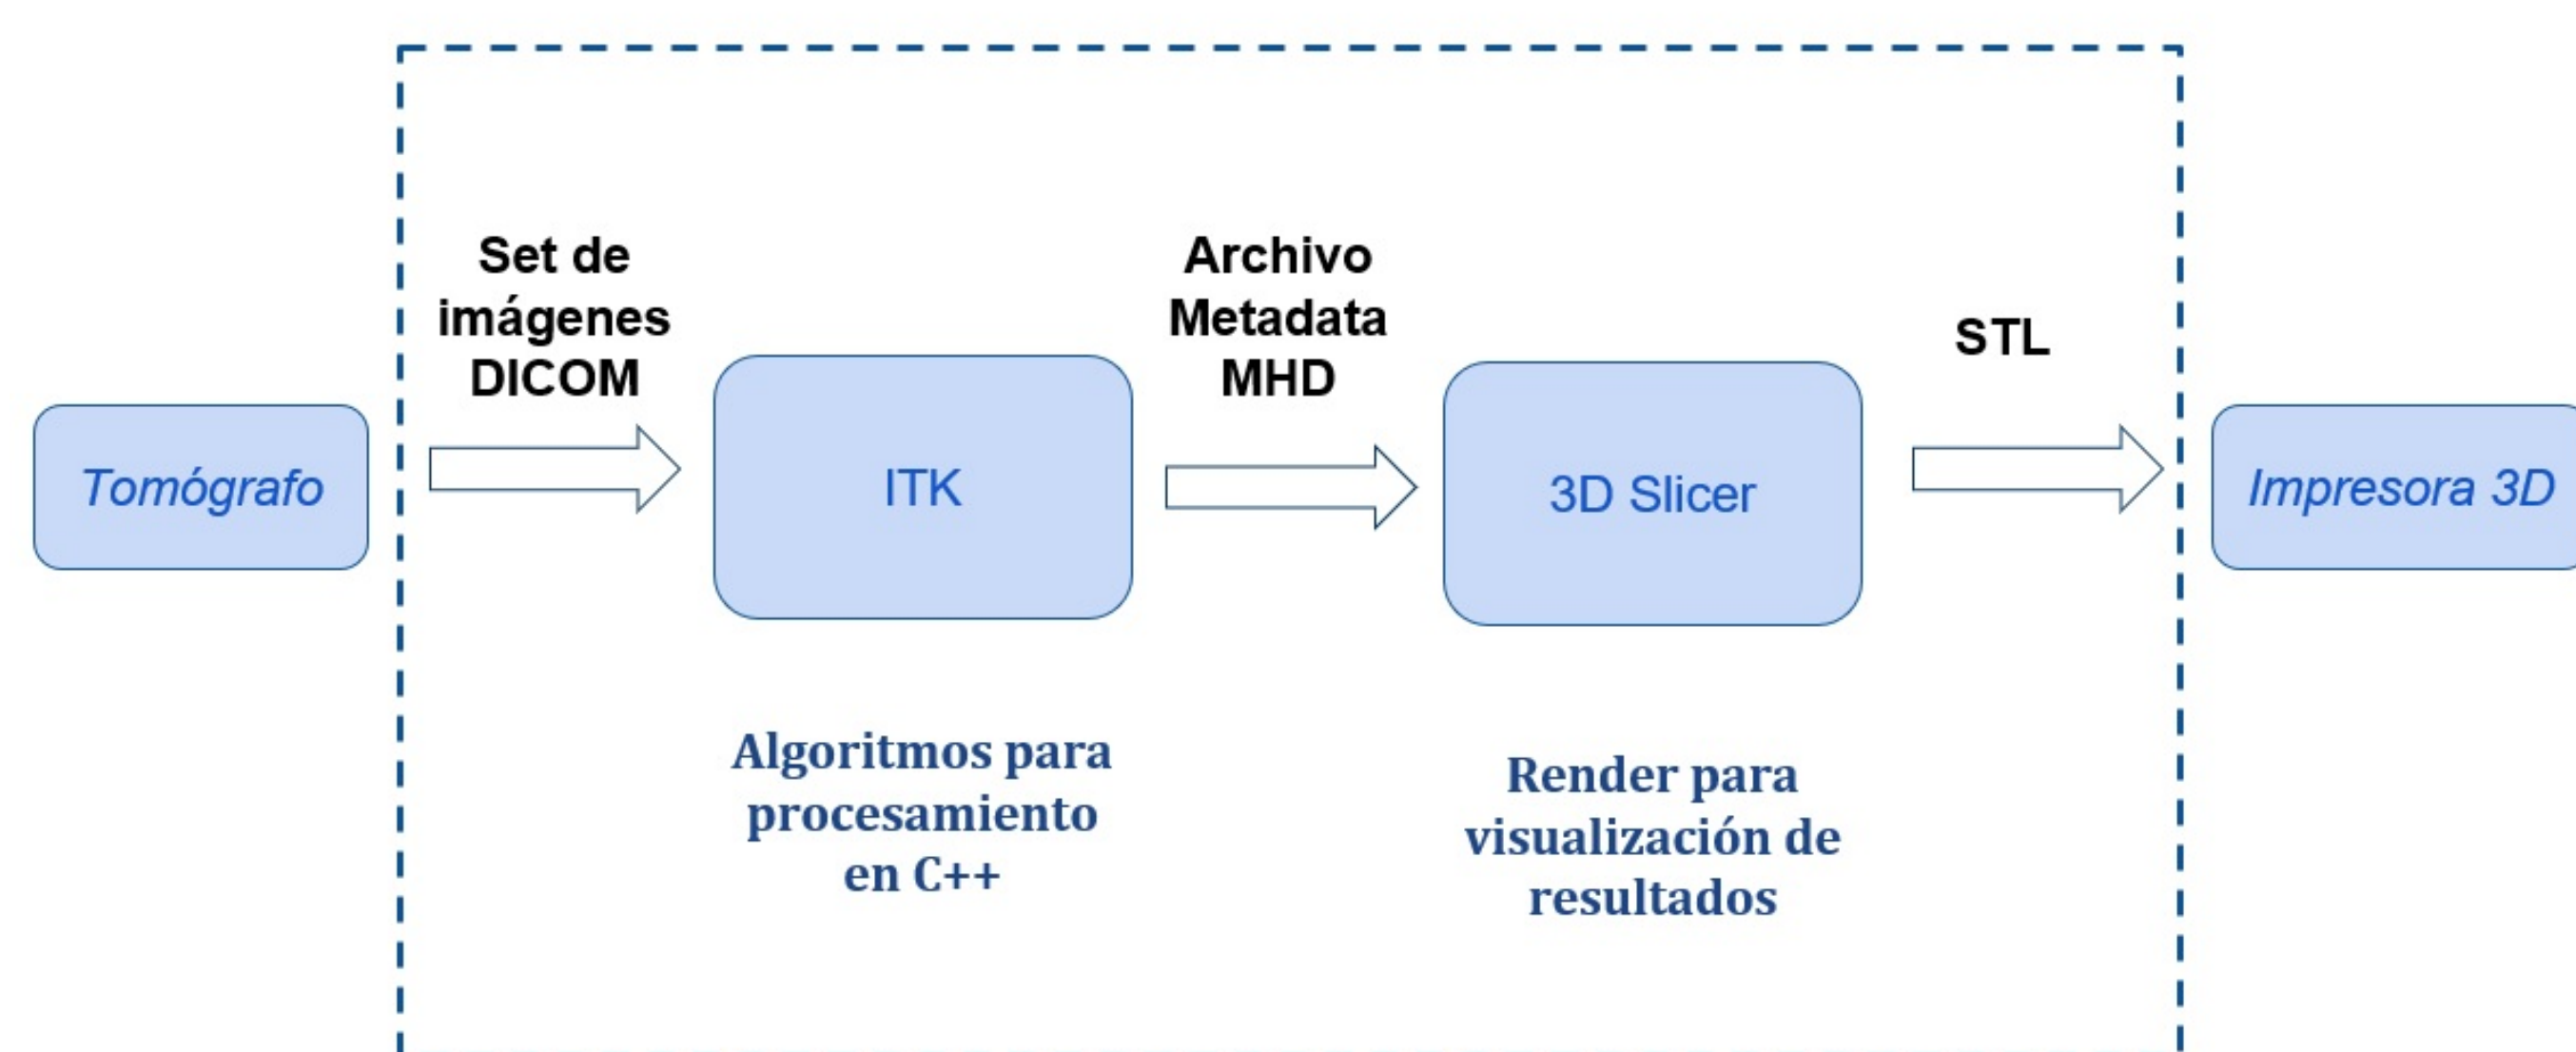 Tomógrafo
Set de
imágenes
DICOM
ITK
Algoritmos para
procesamiento
en C++
Archivo
Metadata
MHD
3D Slicer
Render para
visualización de
resultados
STL
Impresora 3D